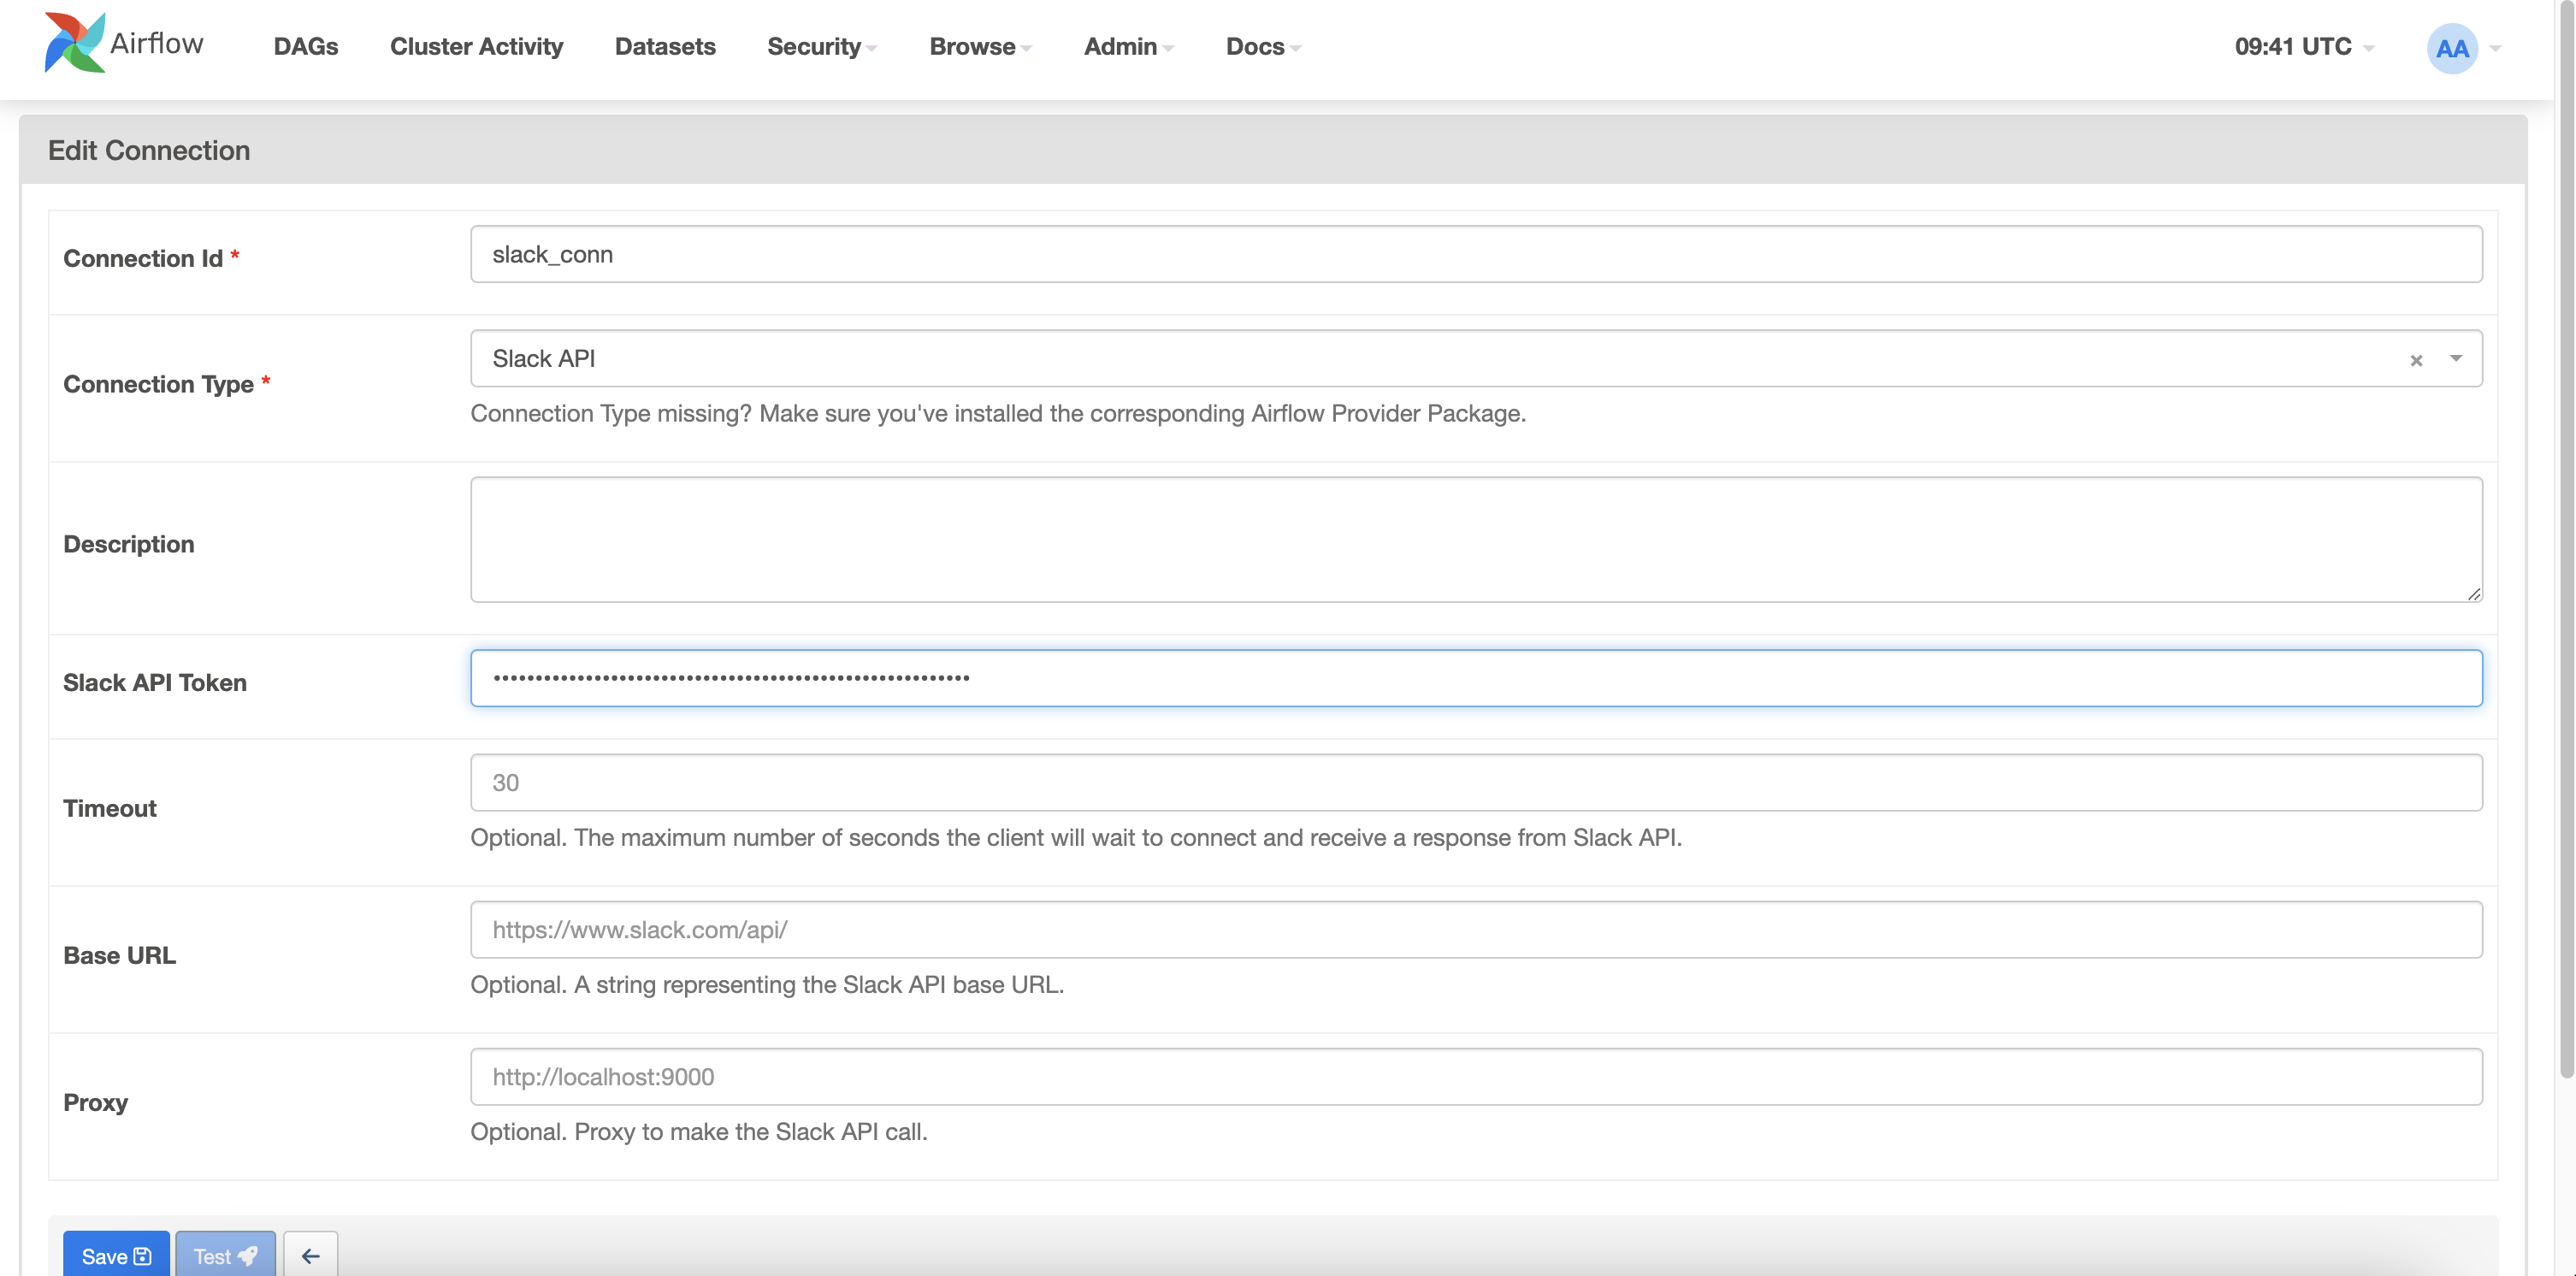 Airflow DAGs Cluster Activity Datasets Security Browse Admin Docs 09:41 UTC AA
Edit Connection
Connection Id *
slack_conn
Connection Type *
Slack API
Connection Type missing? Make sure you've installed the corresponding Airflow Provider Package.
Description
Slack API Token
Timeout
30
Optional. The maximum number of seconds the client will wait to connect and receive a response from Slack API.
Base URL
https://www.slack.com/api/
Optional. A string representing the Slack API base URL.
Proxy
http://localhost:9000
Optional. Proxy to make the Slack API call.
Save Test